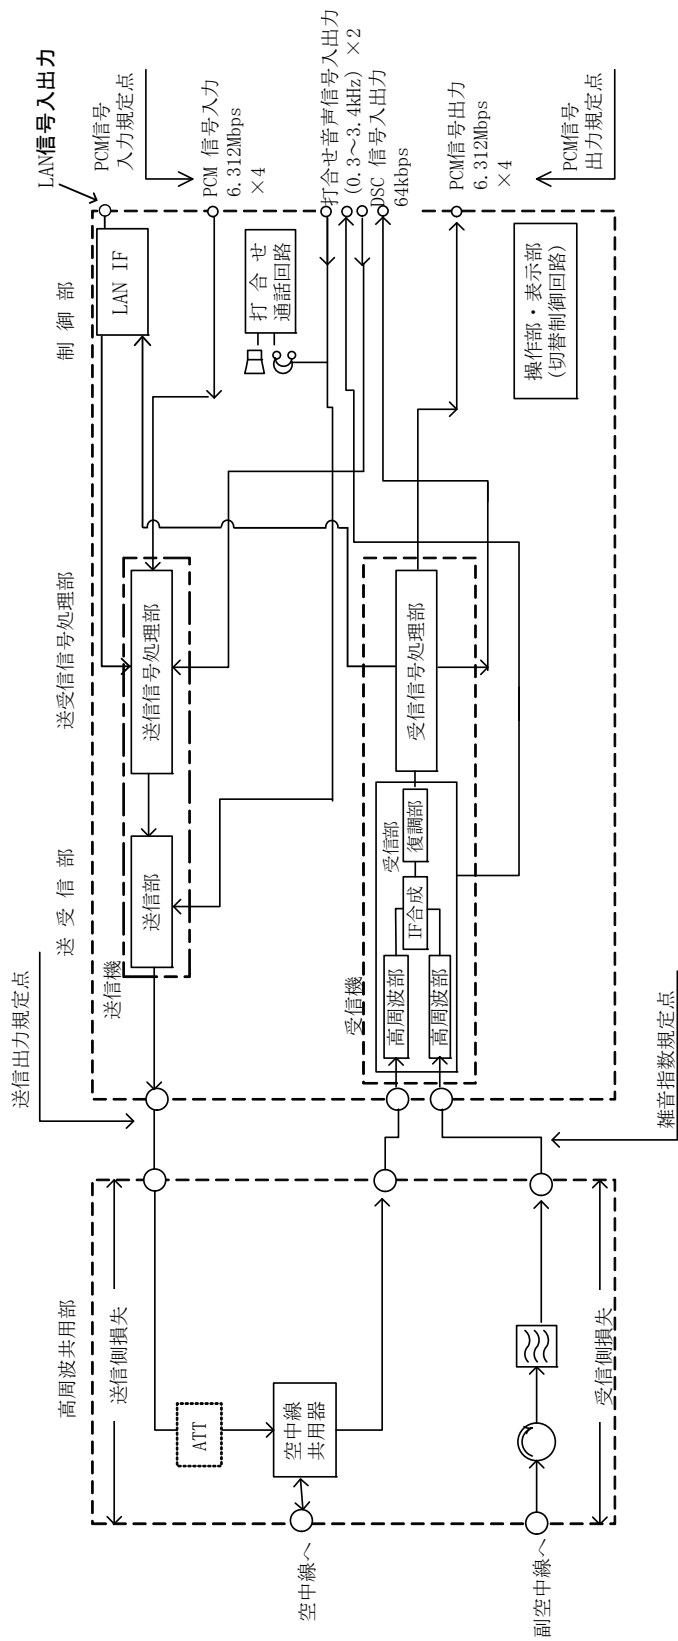 高周波共用部
送信側損失
ATT
空中線
共用器
空中線へ
副空中線へ
受信側損失
送信出力規定点
雑音指数規定点
送受信部
送信機
送信部
受信機
高周波部
高周波部
IF合成
受信部
復調部
送受信信号処理部
送信信号処理部
受信信号処理部
制御部
LAN IF
打合せ
通話回路
操作部・表示部
(切替制御回路)
LAN信号入出力
PCM信号
入力規定点
PCM 信号入力
6.312Mbps
×4
打合せ音声信号入出力
(0.3～3.4kHz) ×2
DSC 信号入出力
64kbps
PCM信号出力
6.312Mbps
×4
PCM信号
出力規定点